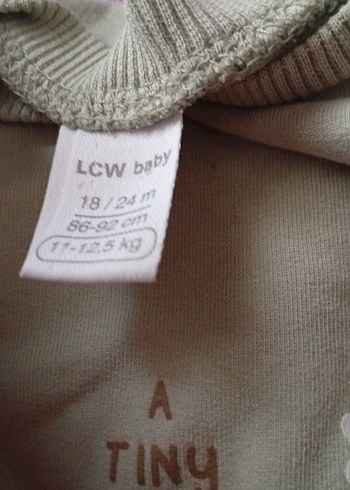 LCW baby
18 / 24 m
86-92 cm
11-12,5 kg
A
TINY